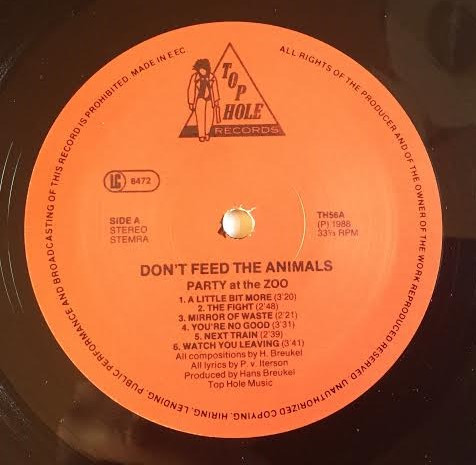 ALL RIGHTS OF THE PRODUCER AND OF THE OWNER OF THE WORK REPRODUCED RESERVED. UNAUTHORIZED COPYING, HIRING, LENDING, PUBLIC PERFORMANCE AND BROADCASTING OF THIS RECORD IS PROHIBITED. MADE IN EEC.
TOP
HOLE
RECORDS
LC 6472
SIDE A
STEREO
STEMRA
TH56A
(P) 1988
33⅓ RPM
DON'T FEED THE ANIMALS
PARTY at the ZOO
1. A LITTLE BIT MORE (3'20)
2. THE FIGHT (2'48)
3. MIRROR OF WASTE (2'21)
4. YOU'RE NO GOOD (3'31)
5. NEXT TRAIN (2'39)
6. WATCH YOU LEAVING (3'41)
All compositions by H. Breukel
All lyrics by P. v. Iterson
Produced by Hans Breukel
Top Hole Music